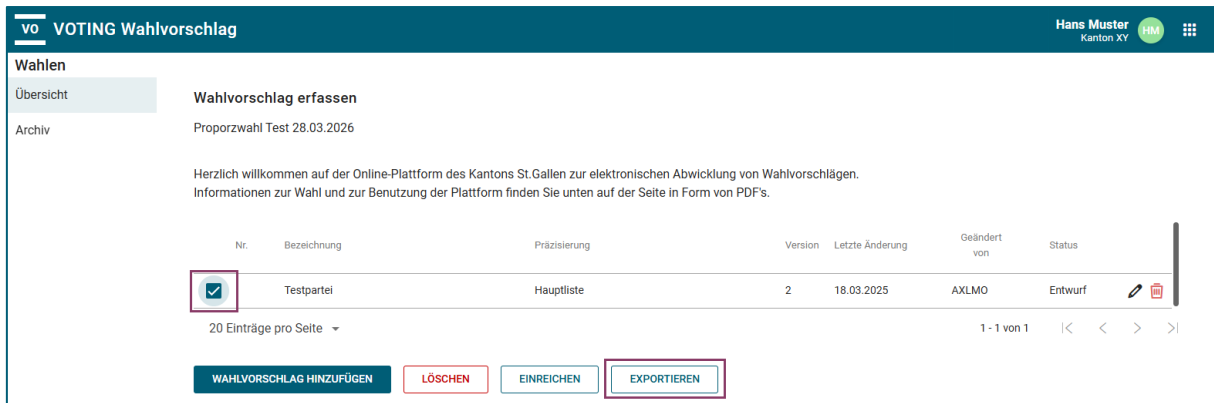 VO VOTING Wahlvorschlag
Hans Muster
Kanton XY
HM
Wahlen
Übersicht
Archiv
Wahlvorschlag erfassen
Proporzwahl Test 28.03.2026
Herzlich willkommen auf der Online-Plattform des Kantons St.Gallen zur elektronischen Abwicklung von Wahlvorschlägen.
Informationen zur Wahl und zur Benutzung der Plattform finden Sie unten auf der Seite in Form von PDF's.
Nr. Bezeichnung Präzisierung Version Letzte Änderung Geändert von Status
Testpartei Hauptliste 2 18.03.2025 AXLMO Entwurf
20 Einträge pro Seite 1 - 1 von 1
WAHLVORSCHLAG HINZUFÜGEN LÖSCHEN EINREICHEN EXPORTIEREN